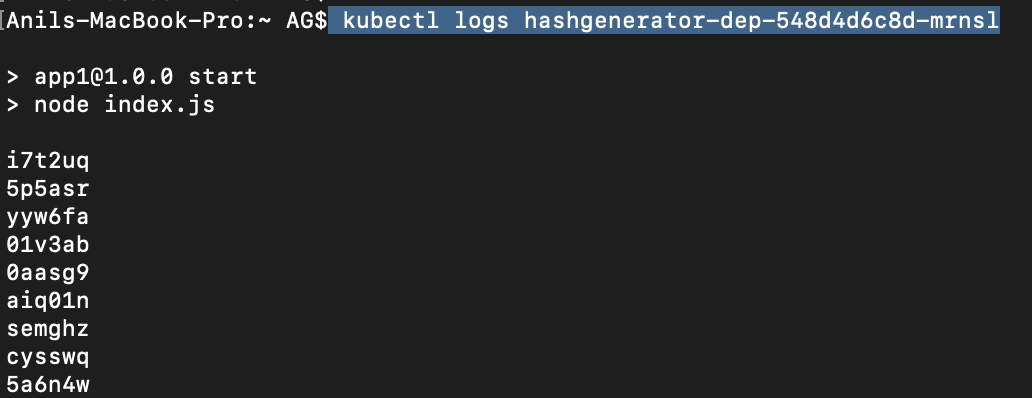 [Anils-MacBook-Pro:~ AG$ kubectl logs hashgenerator-dep-548d4d6c8d-mrnsl
> app1@1.0.0 start
> node index.js
i7t2uq
5p5asr
yyw6fa
01v3ab
0aasg9
aiq01n
semghz
cysswq
5a6n4w